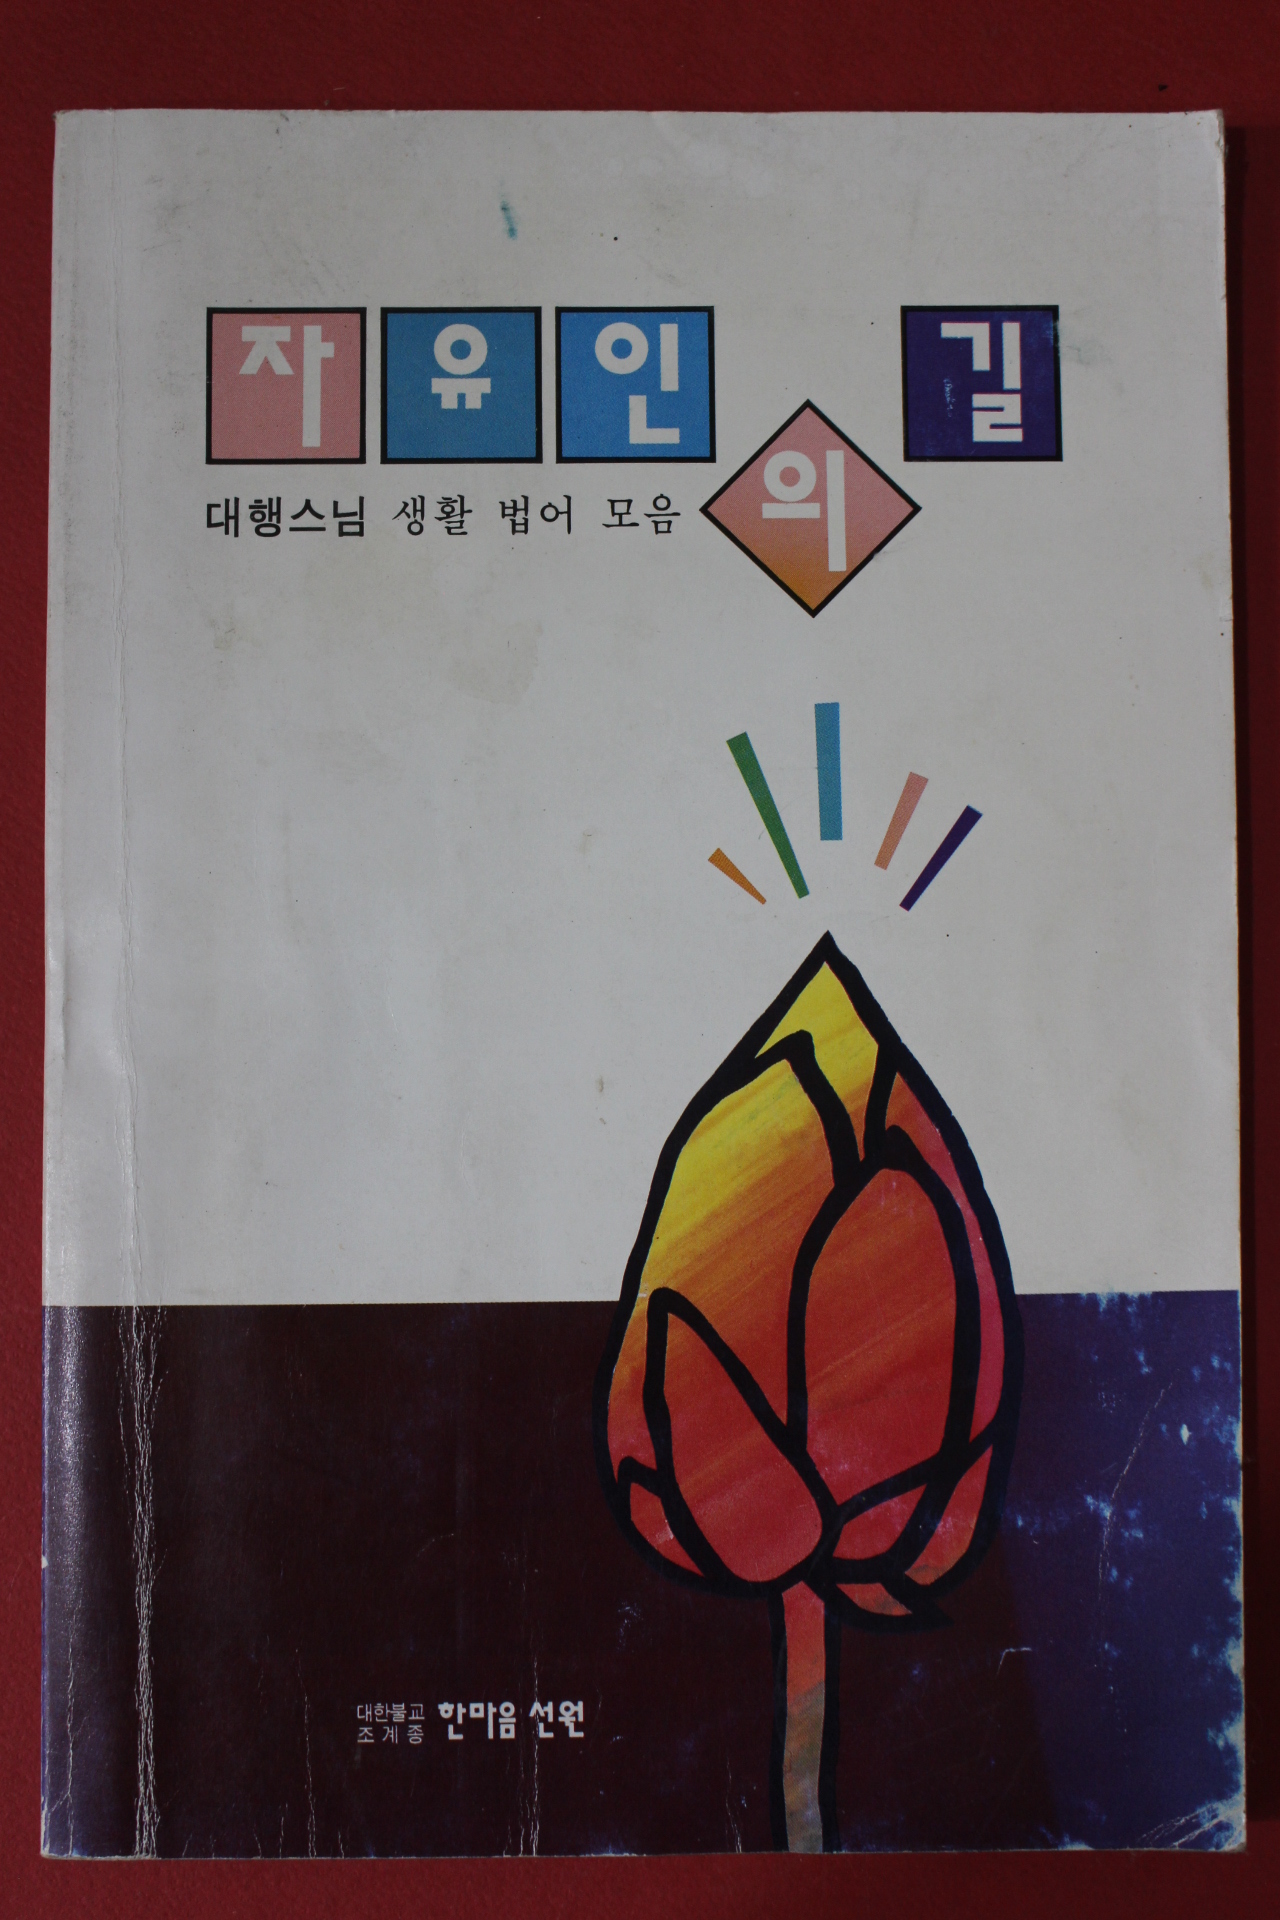 자유인의 길
대행스님 생활 법어 모음
대한불교
조계종
한마음 선원